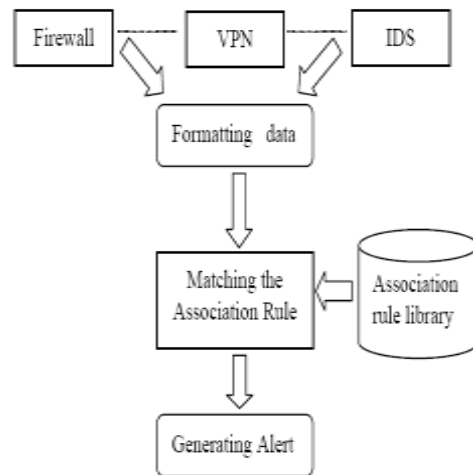 Firewall
VPN
IDS
Formatting data
Matching the
Association Rule
Association
rule library
Generating Alert